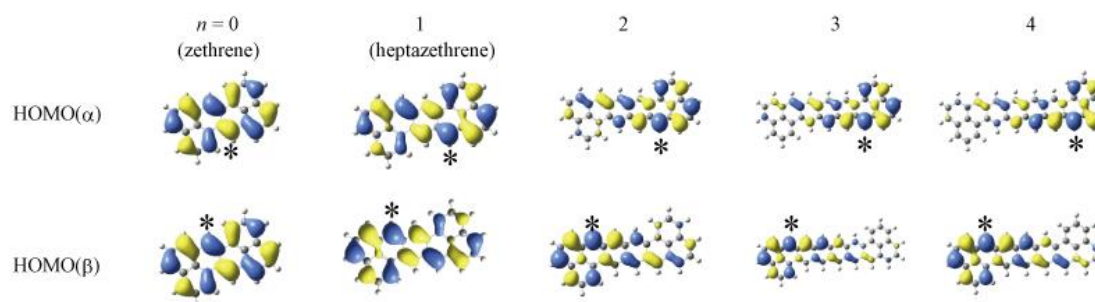 n = 0 1 2 3 4
(zethrene) (heptazethrene)
HOMO(α)
* * * * *
* * * * *
HOMO(β)